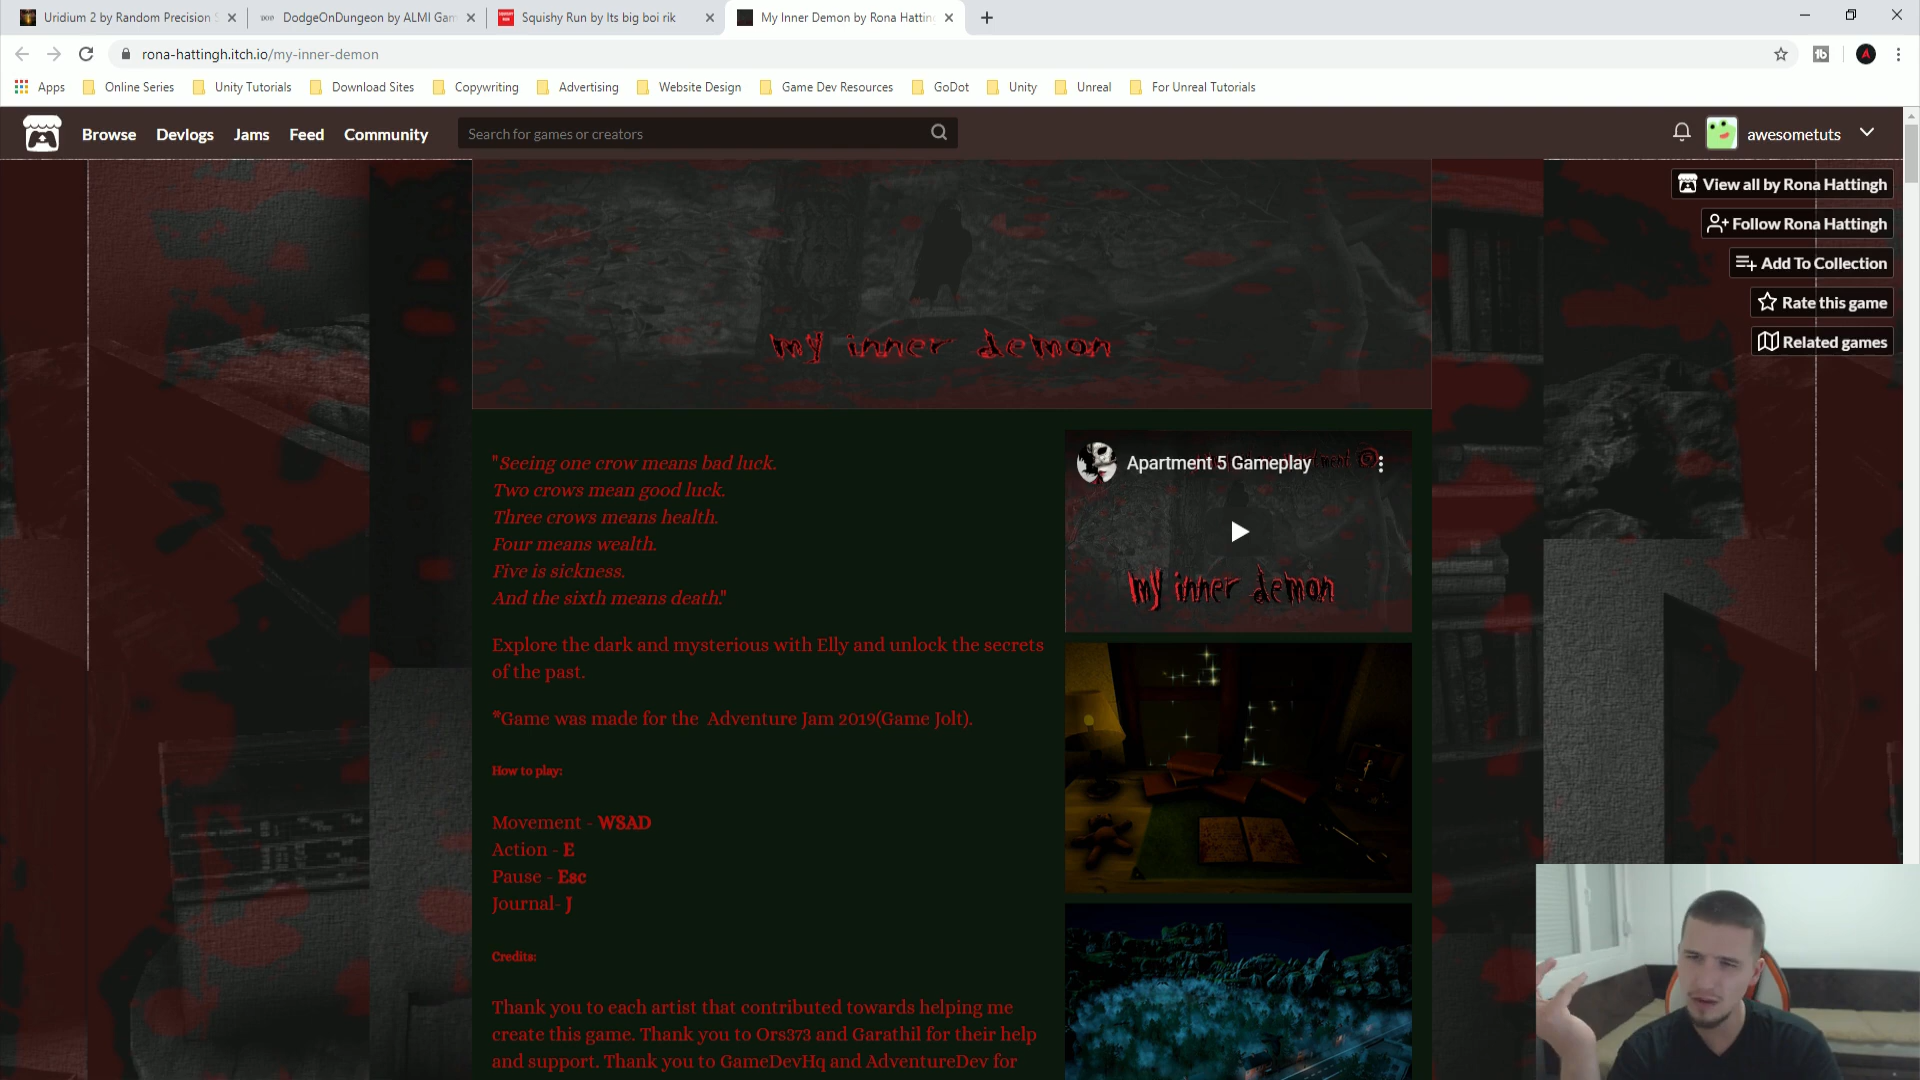 Uridium 2 by Random Precision
DodgeOnDungeon by ALMI Gam
Squishy Run by Its big boi rik
My Inner Demon by Rona Hatting
rona-hattingh.itch.io/my-inner-demon
Apps
Online Series
Unity Tutorials
Download Sites
Copywriting
Advertising
Website Design
Game Dev Resources
GoDot
Unity
Unreal
For Unreal Tutorials
Browse
Devlogs
Jams
Feed
Community
Search for games or creators
awesometuts
View all by Rona Hattingh
Follow Rona Hattingh
Add To Collection
Rate this game
Related games
my inner demon
"Seeing one crow means bad luck.
Two crows mean good luck.
Three crows means health.
Four means wealth.
Five is sickness.
And the sixth means death."
Explore the dark and mysterious with Elly and unlock the secrets
of the past.
*Game was made for the Adventure Jam 2019(Game Jolt).
How to play:
Movement - WSAD
Action - E
Pause - Esc
Journal- J
Credits:
Thank you to each artist that contributed towards helping me
create this game. Thank you to Ors373 and Garathil for their help
and support. Thank you to GameDevHq and AdventureDev for
Apartment 5 Gameplay
my inner demon